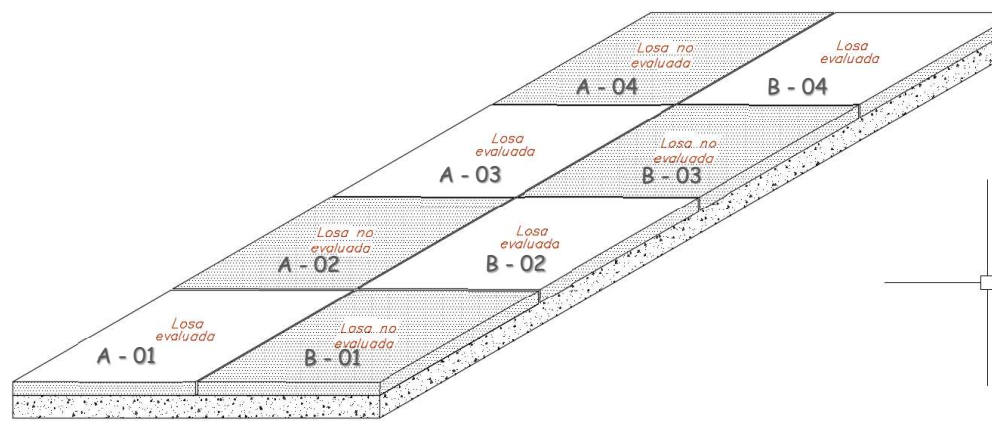 Losa no
evaluada
A - 04
Losa
evaluada
B - 04
Losa
evaluada
A - 03
Losa no
evaluada
B - 03
Losa no
evaluada
A - 02
Losa
evaluada
B - 02
Losa
evaluada
A - 01
Losa no
evaluada
B - 01